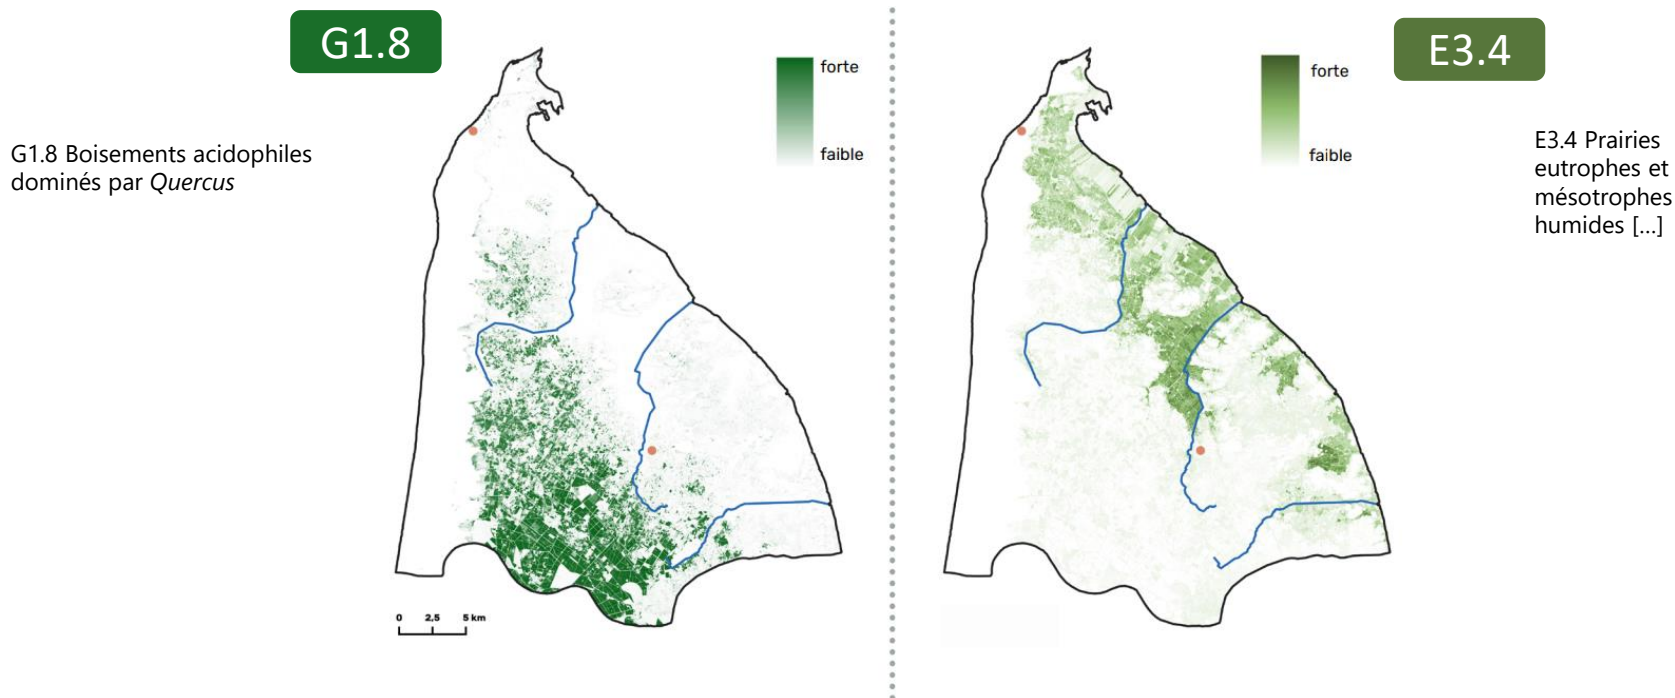 G1.8
forte
faible
G1.8 Boisements acidophiles
dominés par Quercus
0 2,5 5 km
E3.4
forte
faible
E3.4 Prairies
eutrophes et
mésotrophes
humides [...]